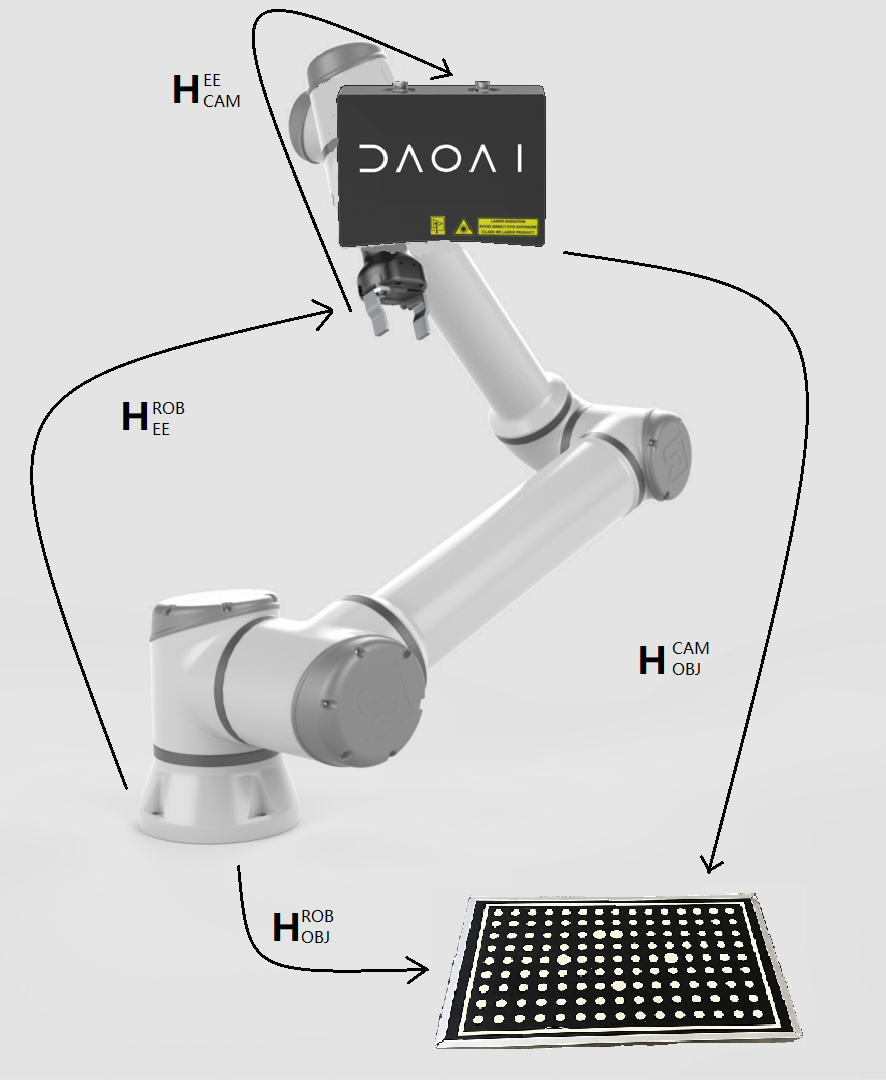 H EE
CAM
DAOAI
LASER RADIATION
AVOID DIRECT EYE EXPOSURE
CLASS 3R LASER PRODUCT
H ROB
EE
H CAM
OBJ
H ROB
OBJ